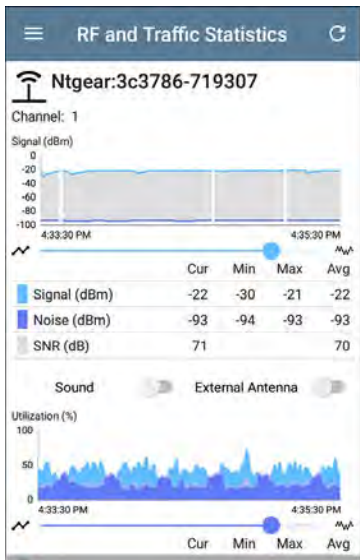 RF and Traffic Statistics
Ntgear:3c3786-719307
Channel: 1
Signal (dBm)
0
-20
-40
-60
-80
-100
4:33:30 PM 4:35:30 PM
Cur Min Max Avg
Signal (dBm) -22 -30 -21 -22
Noise (dBm) -93 -94 -93 -93
SNR (dB) 71 70
Sound External Antenna
Utilization (%)
100
50
0
4:33:30 PM 4:35:30 PM
Cur Min Max Avg